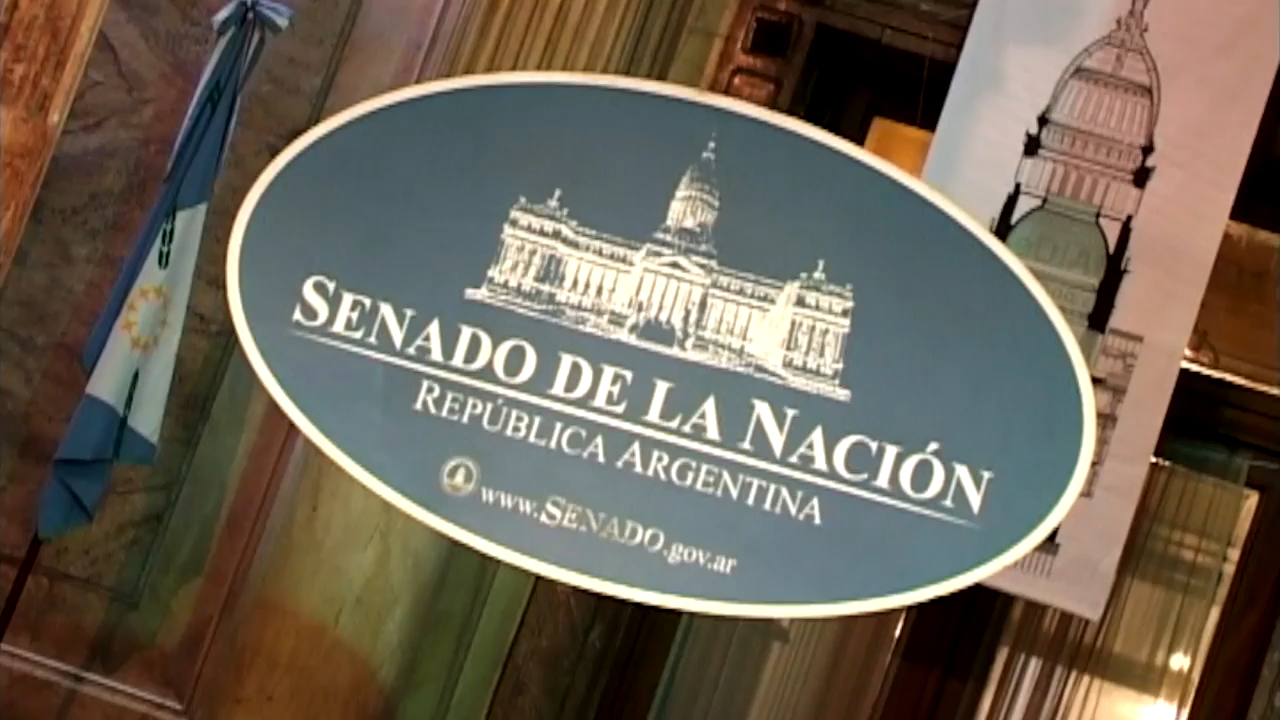 SENADO DE LA NACIÓN
REPÚBLICA ARGENTINA
www.SENADO.gov.ar